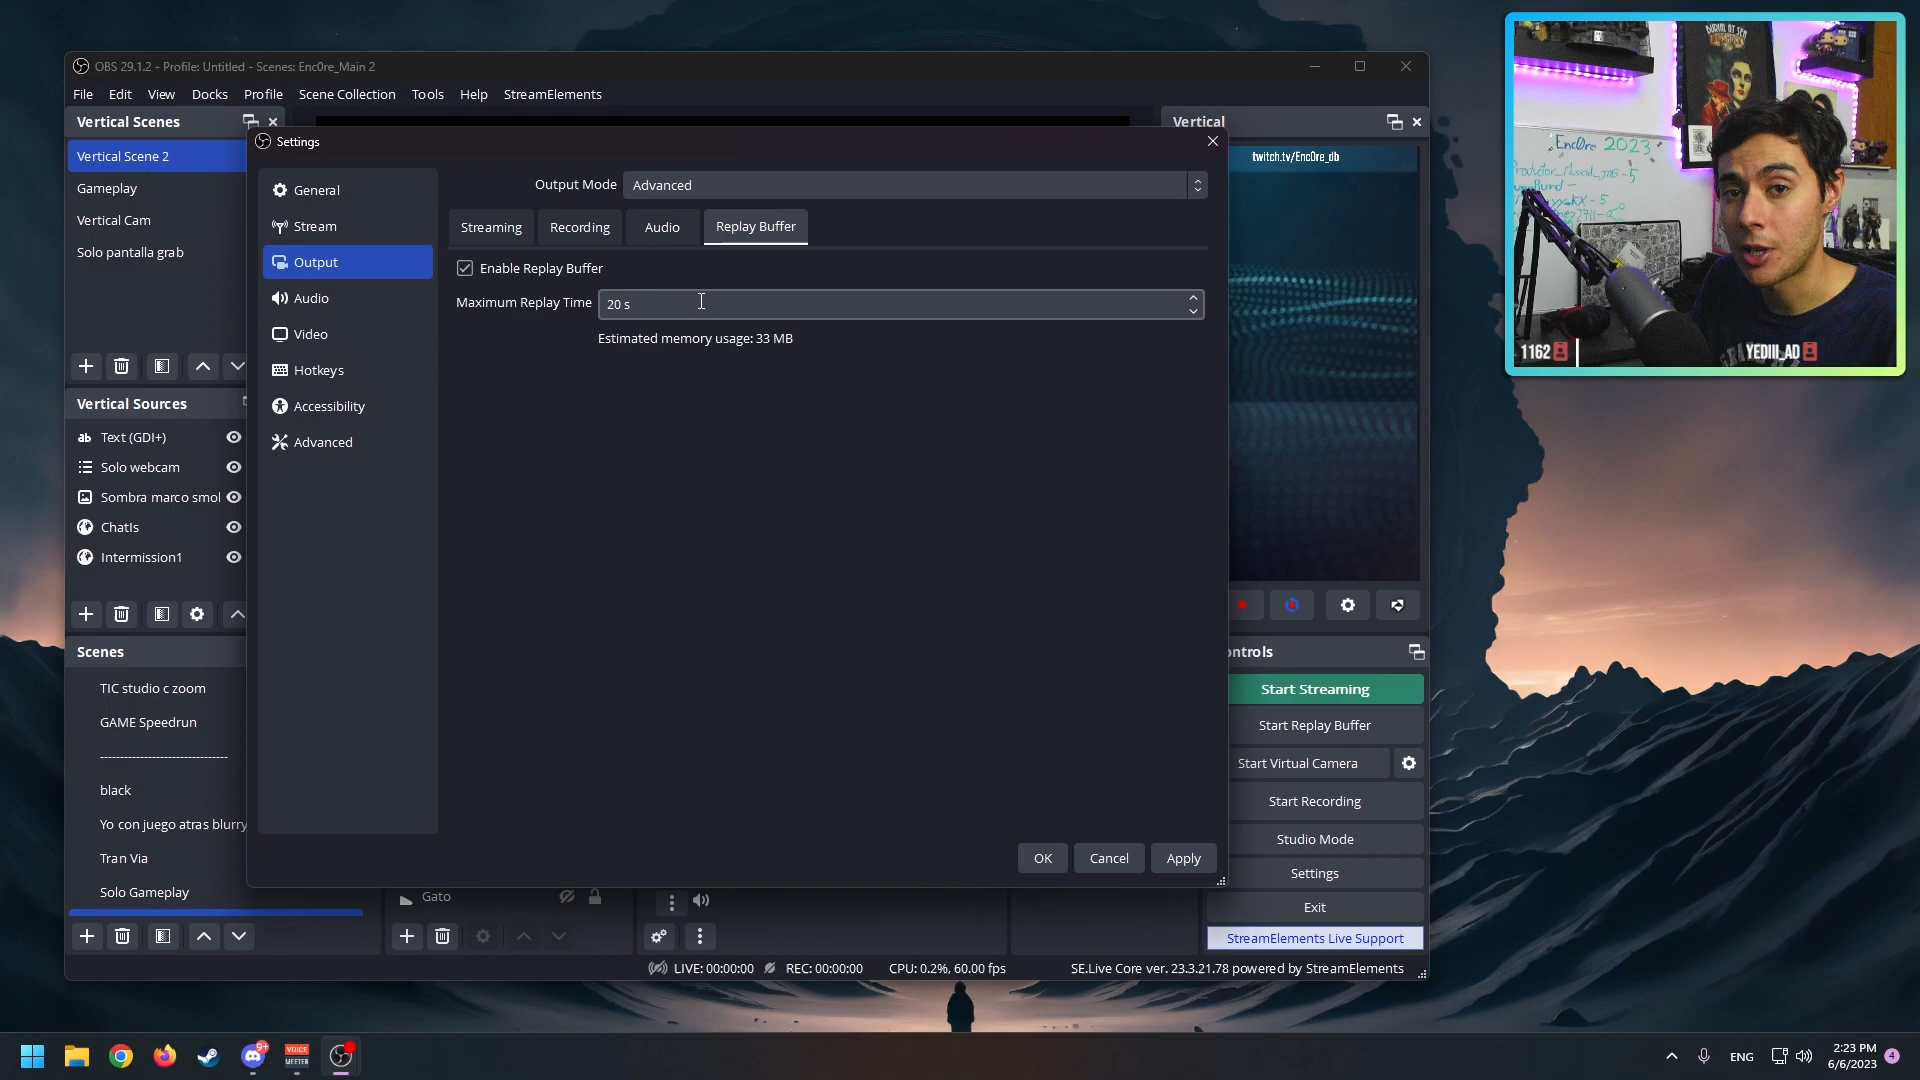 OBS 29.1.2 - Profile: Untitled - Scenes: Enc0re_Main 2
File Edit View Docks Profile Scene Collection Tools Help StreamElements
Vertical Scenes
Vertical Scene 2
Gameplay
Vertical Cam
Solo pantalla grab
Vertical Sources
ab Text (GDI+)
Solo webcam
Sombra marco smol
ChatIs
Intermission1
Scenes
TIC studio c zoom
GAME Speedrun
--------------------------------
black
Yo con juego atras blurry
Tran Via
Solo Gameplay
Settings
General
Stream
Output
Audio
Video
Hotkeys
Accessibility
Advanced
Output Mode Advanced
Streaming Recording Audio Replay Buffer
Enable Replay Buffer
Maximum Replay Time 20 s
Estimated memory usage: 33 MB
OK Cancel Apply
Gato
Vertical
twitch.tv/Enc0re_db
ontrols
Start Streaming
Start Replay Buffer
Start Virtual Camera
Start Recording
Studio Mode
Settings
Exit
StreamElements Live Support
LIVE: 00:00:00 REC: 00:00:00 CPU: 0.2%, 60.00 fps SE.Live Core ver. 23.3.21.78 powered by StreamElements
Enc0re 2023
1162 YEDIII_AD
9+
VOICE
MEETER
ENG
2:23 PM
6/6/2023
4